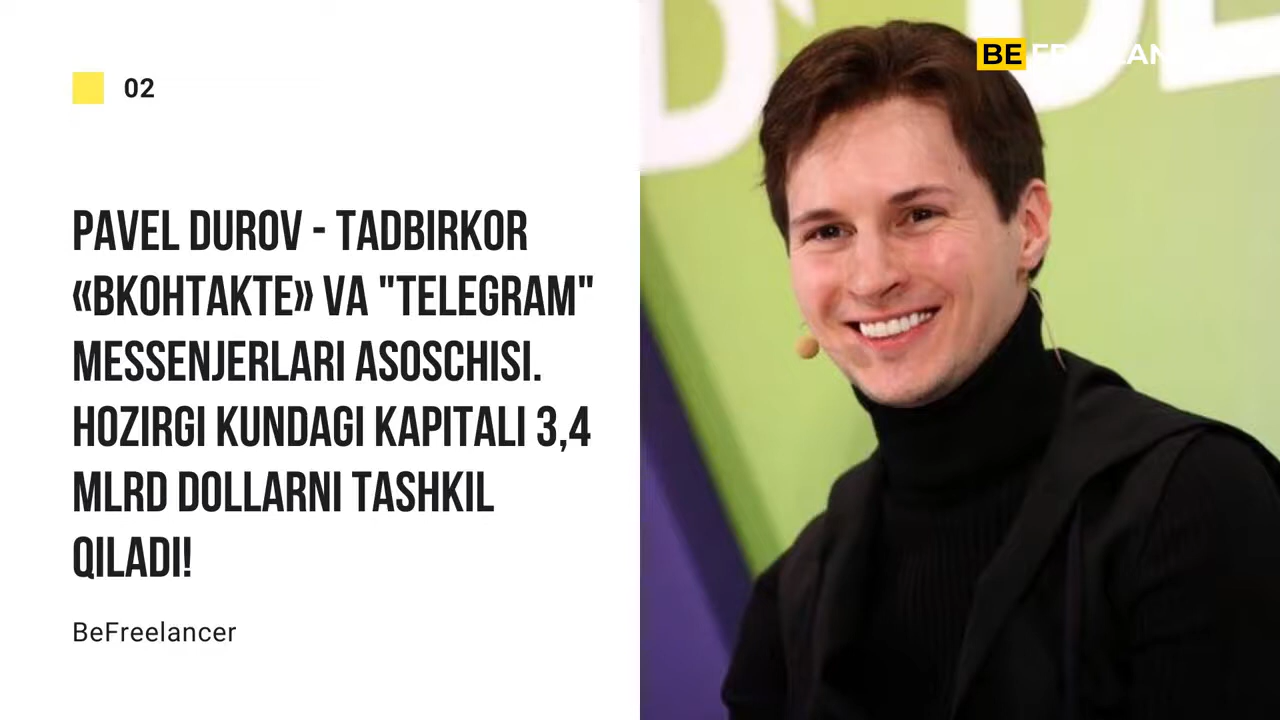 02
BE FREELAN
PAVEL DUROV - TADBIRKOR
«ВКОНТАКТЕ» VA "TELEGRAM"
MESSENJERLARI ASOSCHISI.
HOZIRGI KUNDAGI KAPITALI 3,4
MLRD DOLLARNI TASHKIL
QILADI!
BeFreelancer